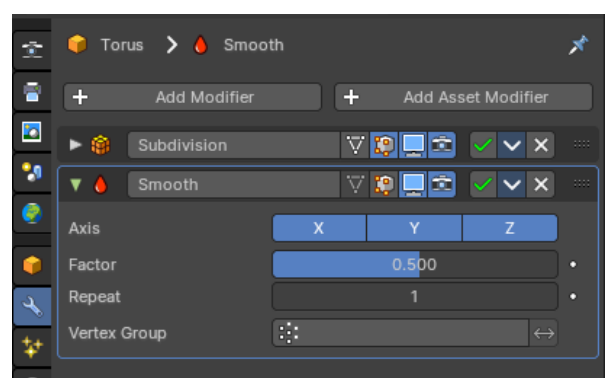 Torus > Smooth
Add Modifier Add Asset Modifier
Subdivision
Smooth
Axis X Y Z
Factor 0.500
Repeat 1
Vertex Group